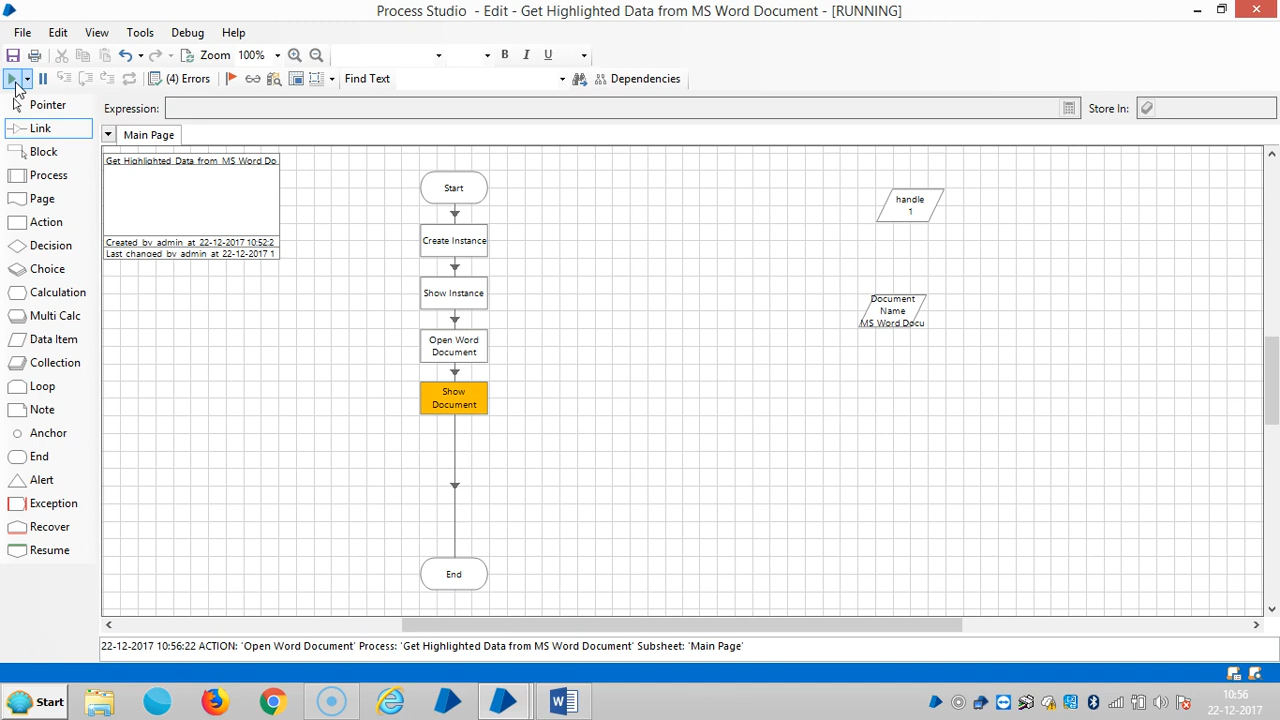 Process Studio - Edit - Get Highlighted Data from MS Word Document - [RUNNING]
File Edit View Tools Debug Help
Zoom 100% B I U
(4) Errors Find Text Dependencies
Pointer
Link
Block
Process
Page
Action
Decision
Choice
Calculation
Multi Calc
Data Item
Collection
Loop
Note
Anchor
End
Alert
Exception
Recover
Resume
Expression: Store In:
Main Page
Get Highlighted Data from MS Word Do
Created by admin at 22-12-2017 10:52:2
Last changed by admin at 22-12-2017 1
Start
Create Instance
Show Instance
Open Word
Document
Show
Document
End
handle
1
Document
Name
MS Word Docu
22-12-2017 10:56:22 ACTION: 'Open Word Document' Process: 'Get Highlighted Data from MS Word Document' Subsheet: 'Main Page'
Start
10:56
22-12-2017